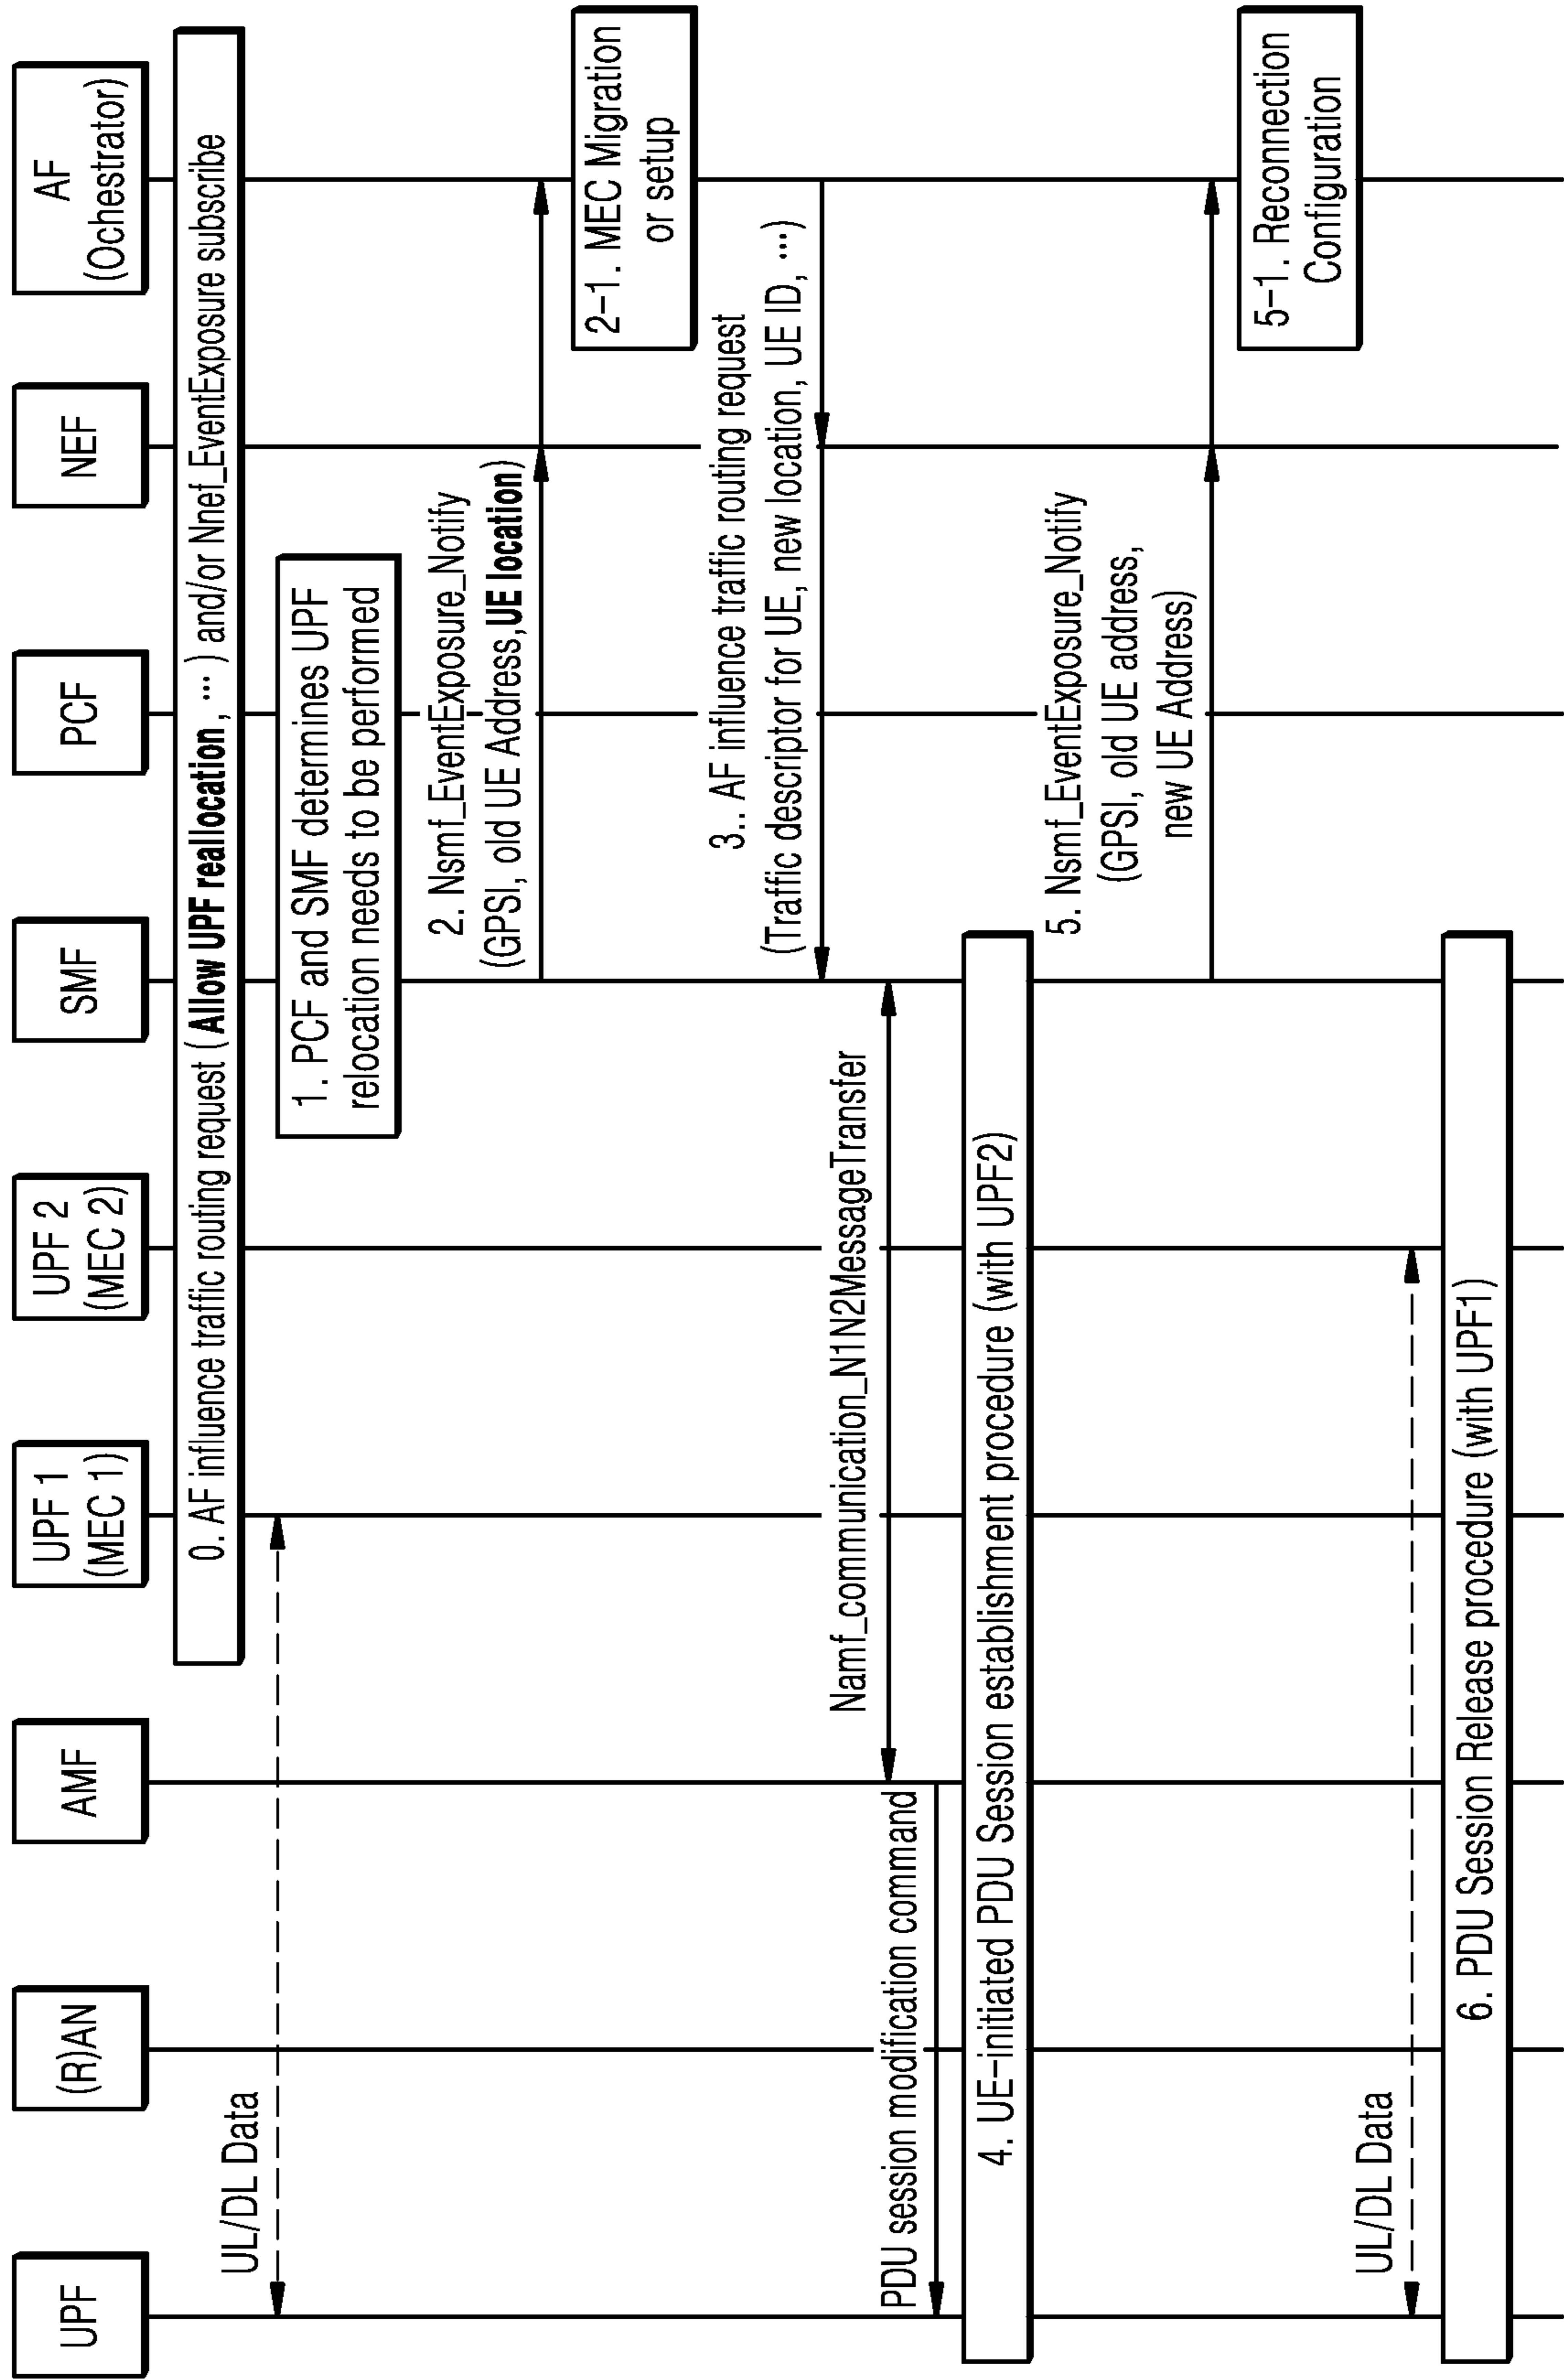 UPF
(R)AN
AMF
UPF 1
(MEC 1)
UPF 2
(MEC 2)
SMF
PCF
NEF
AF
(Ochestrator)
0. AF influence traffic routing request ( Allow UPF reallocation, ··· ) and/or Nnef_EventExposure subscribe
UL/DL Data
1. PCF and SMF determines UPF
relocation needs to be performed
2. Nsmf_EventExposure_Notify
(GPSI, old UE Address, UE location)
2-1. MEC Migration
or setup
3.. AF influence traffic routing request
(Traffic descriptor for UE, new location, UE ID, ···)
Namf_communication_N1N2MessageTransfer
PDU session modification command
4. UE-initiated PDU Session establishment procedure (with UPF2)
5. Nsmf_EventExposure_Notify
(GPSI, old UE address,
new UE Address)
5-1. Reconnection
Configuration
UL/DL Data
6. PDU Session Release procedure (with UPF1)